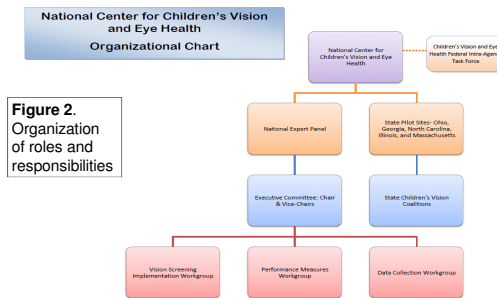 National Center for Children's Vision
and Eye Health
Organizational Chart
National Center for
Children's Vision and Eye
Health
Children's Vision and Eye
Health Federal Intra-Agen
Task Force
Figure 2.
Organization
of roles and
responsibilities
National Expert Panel
State Pilot Sites- Ohio,
Georgia, North Carolina,
Illinois, and Massachusetts
Executive Committee: Chair
& Vice-Chairs
State Children's Vision
Coalitions
Vision Screening
Implementation Workgroup
Performance Measures
Workgroup
Data Collection Workgroup